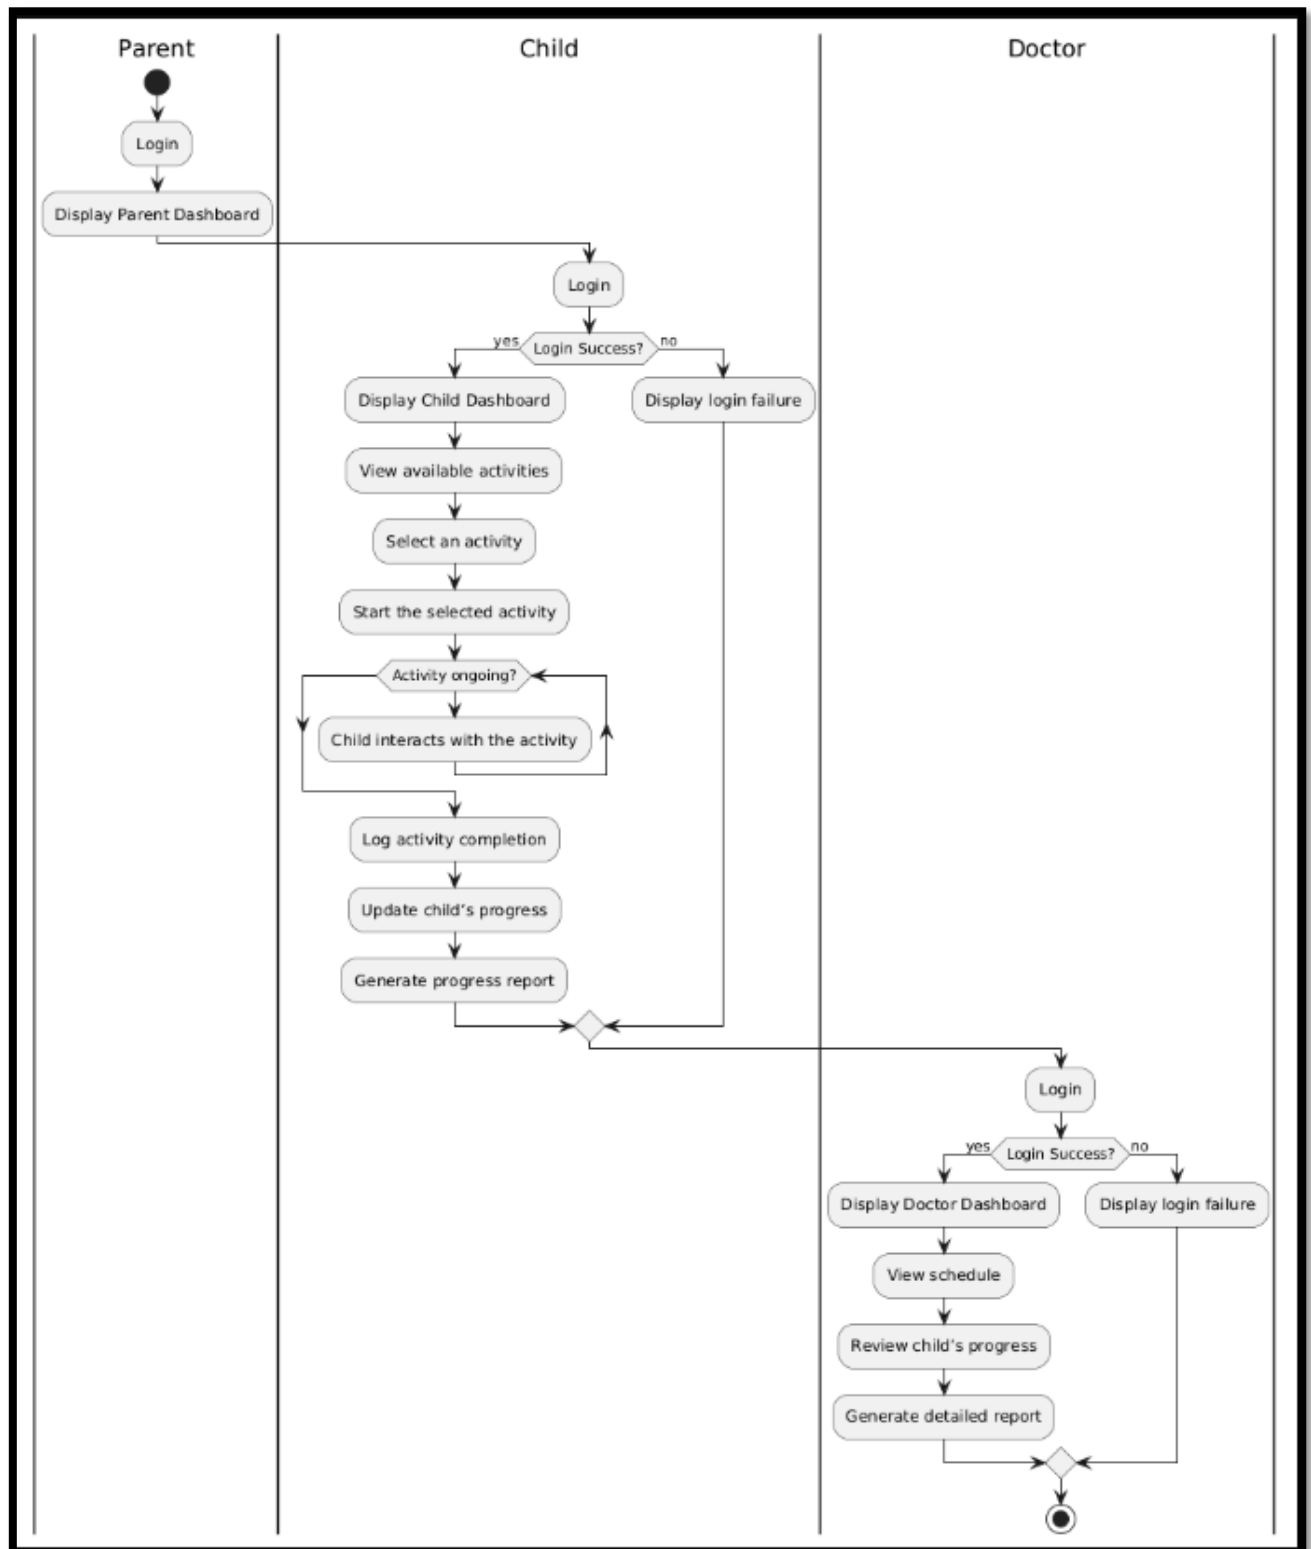 Parent
Child
Doctor
Login
Display Parent Dashboard
Login
yes
Login Success?
no
Display Child Dashboard
Display login failure
View available activities
Select an activity
Start the selected activity
Activity ongoing?
Child interacts with the activity
Log activity completion
Update child's progress
Generate progress report
Login
yes
Login Success?
no
Display Doctor Dashboard
Display login failure
View schedule
Review child's progress
Generate detailed report